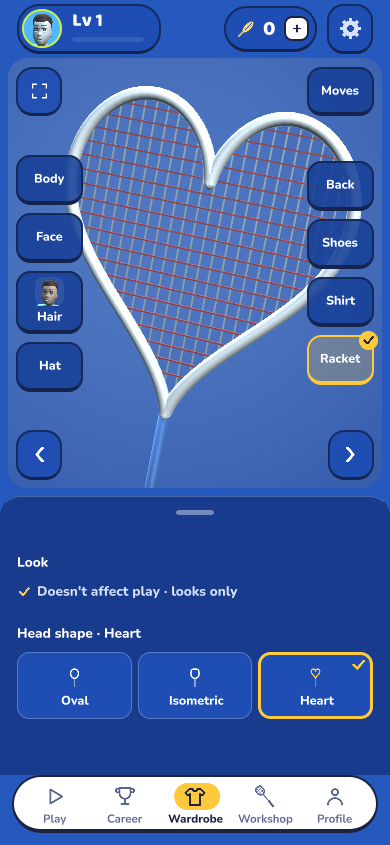 Lv 1
0
+
Moves
Body
Back
Face
Shoes
Hair
Shirt
Hat
Racket
Look
Doesn't affect play · looks only
Head shape · Heart
Oval
Isometric
Heart
Play
Career
Wardrobe
Workshop
Profile